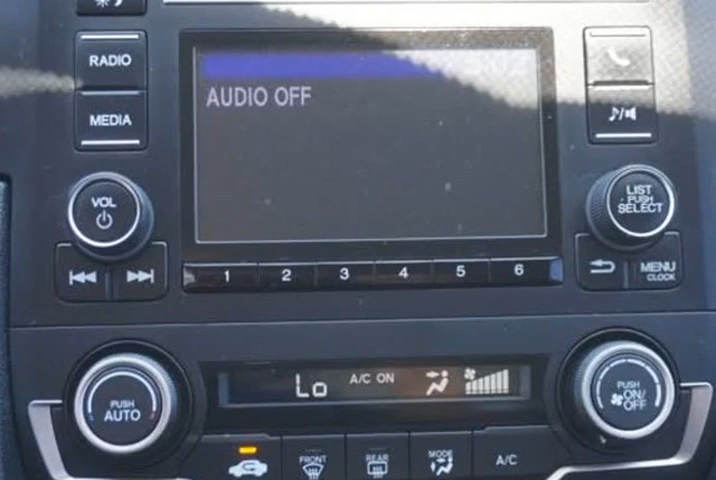 RADIO
AUDIO OFF
MEDIA
VOL
LIST
PUSH
SELECT
1 2 3 4 5 6
MENU
CLOCK
Lo A/C ON
PUSH
AUTO
PUSH
ON/
OFF
FRONT REAR MODE A/C